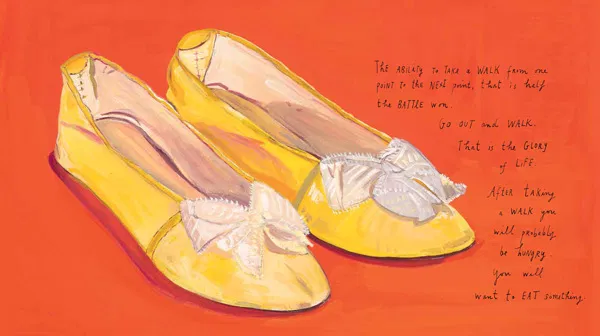 The ABILITY to TAKE a WALK from one
POINT to the NEXT point, that is half
the BATTLE won.
GO OUT and WALK.
That is the GLORY
of LIFE.
AFTER TAKING
a WALK you
will probably
be HUNGRY.
You will
want to EAT something.